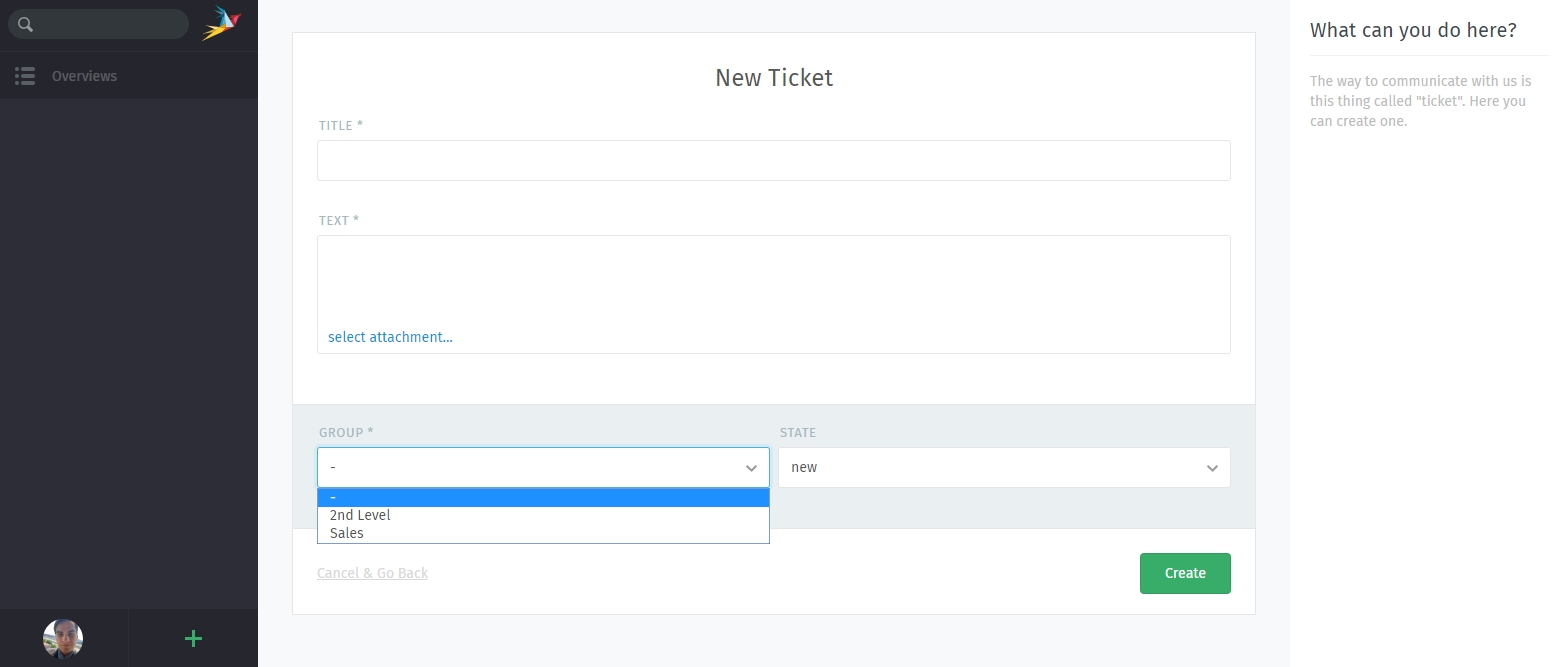 Overviews
New Ticket
TITLE *
TEXT *
select attachment...
GROUP *
STATE
-
new
-
2nd Level
Sales
Cancel & Go Back
Create
What can you do here?
The way to communicate with us is
this thing called "ticket". Here you
can create one.